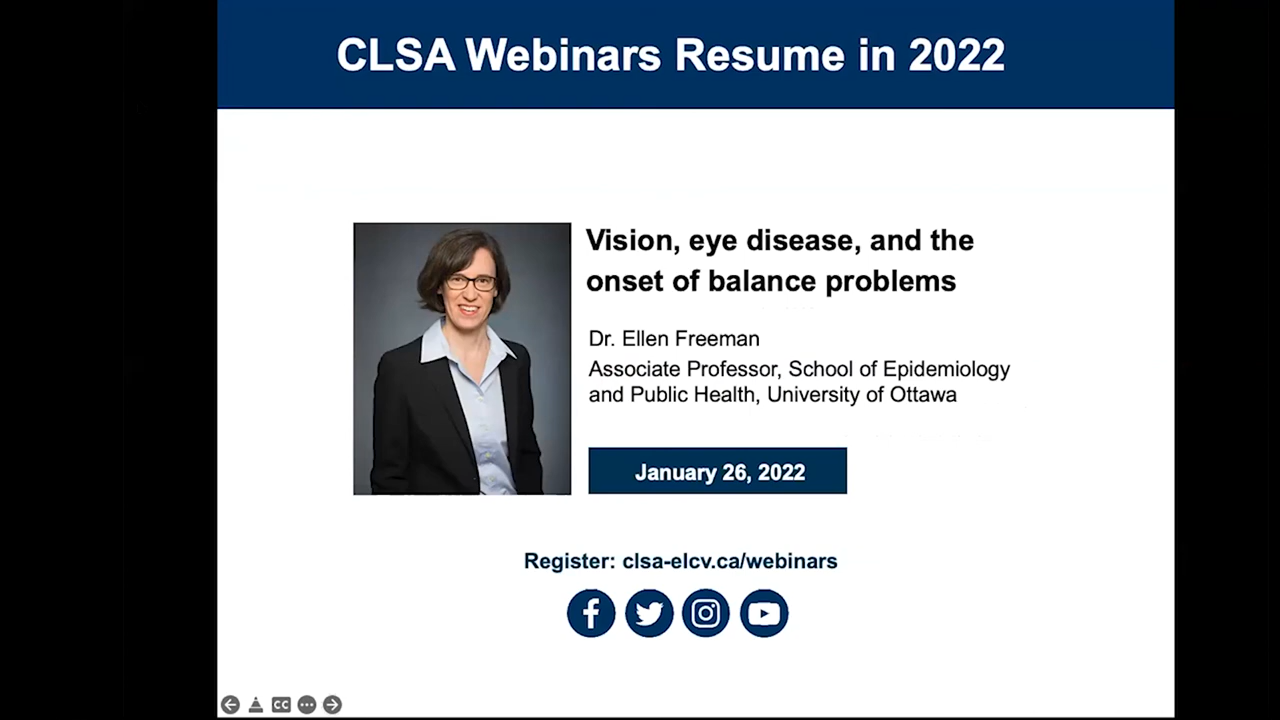 CLSA Webinars Resume in 2022
Vision, eye disease, and the
onset of balance problems
Dr. Ellen Freeman
Associate Professor, School of Epidemiology
and Public Health, University of Ottawa
January 26, 2022
Register: clsa-elcv.ca/webinars
CC